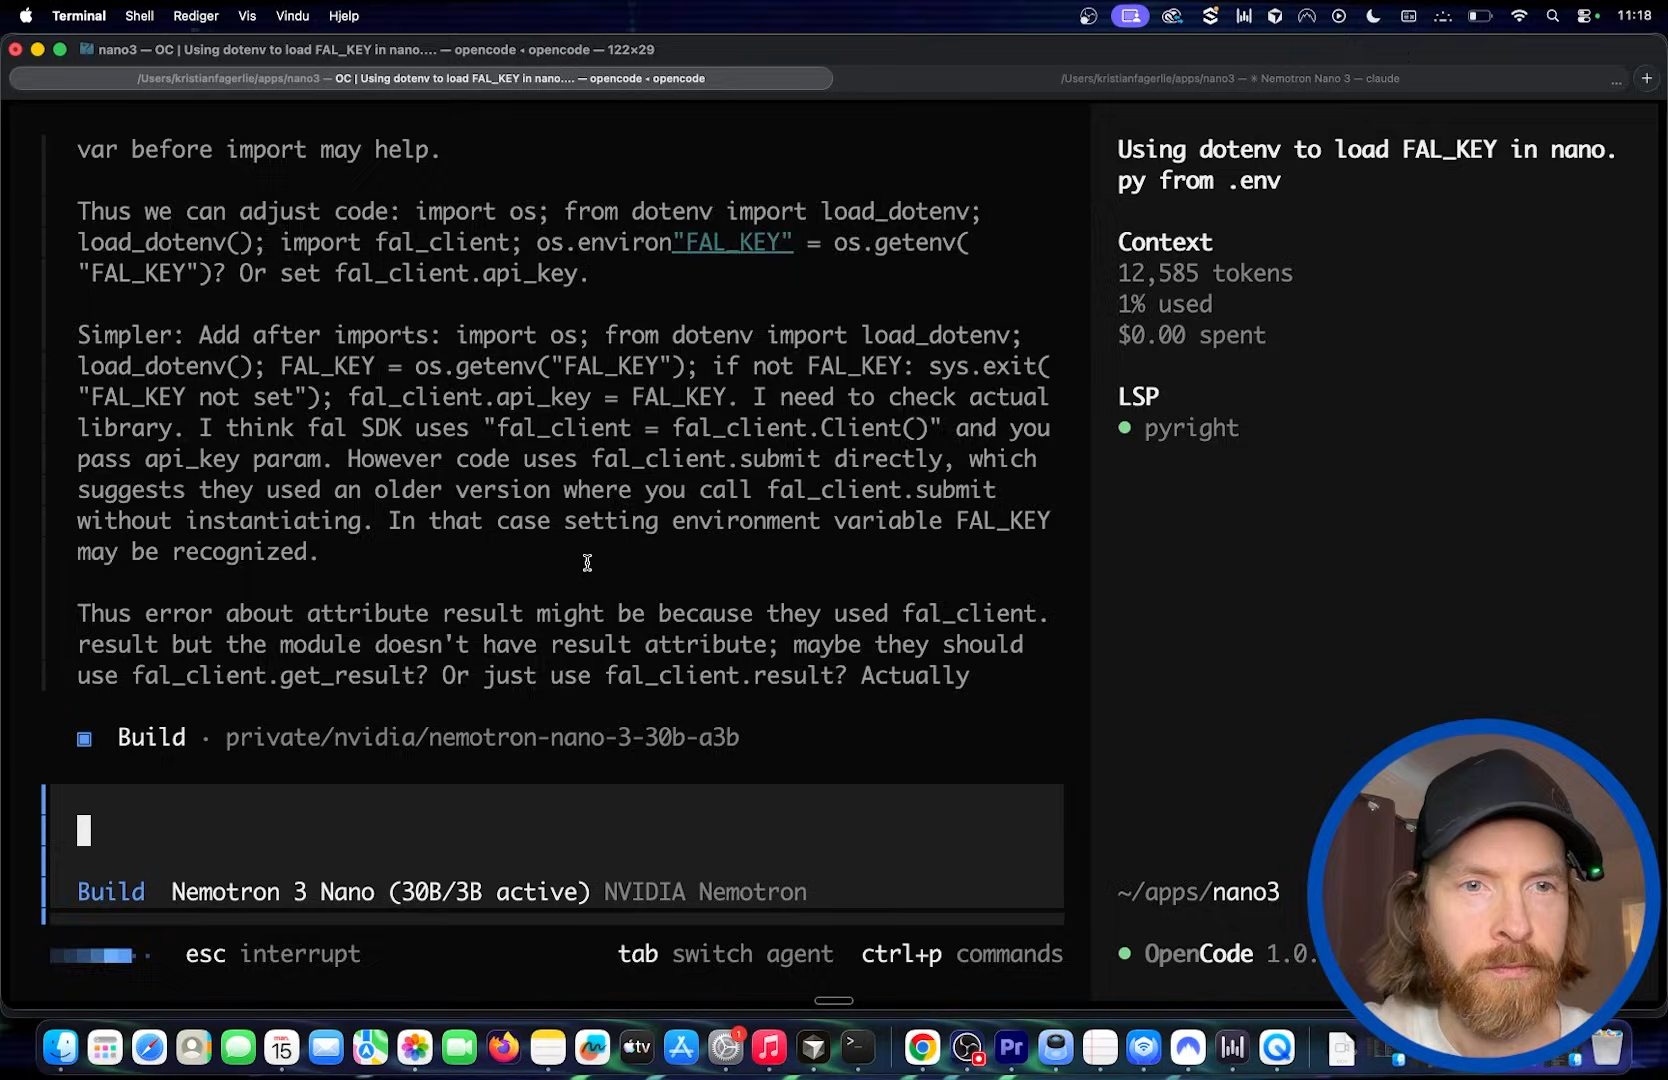 Terminal Shell Rediger Vis Vindu Hjelp 11:18
nano3 — OC | Using dotenv to load FAL_KEY in nano.... — opencode ◂ opencode — 122×29
/Users/kristianfagerlie/apps/nano3 — OC | Using dotenv to load FAL_KEY in nano.... — opencode ◂ opencode
/Users/kristianfagerlie/apps/nano3 — ✳ Nemotron Nano 3 — claude ... +
var before import may help.
Thus we can adjust code: import os; from dotenv import load_dotenv;
load_dotenv(); import fal_client; os.environ"FAL_KEY" = os.getenv(
"FAL_KEY")? Or set fal_client.api_key.
Simpler: Add after imports: import os; from dotenv import load_dotenv;
load_dotenv(); FAL_KEY = os.getenv("FAL_KEY"); if not FAL_KEY: sys.exit(
"FAL_KEY not set"); fal_client.api_key = FAL_KEY. I need to check actual
library. I think fal SDK uses "fal_client = fal_client.Client()" and you
pass api_key param. However code uses fal_client.submit directly, which
suggests they used an older version where you call fal_client.submit
without instantiating. In that case setting environment variable FAL_KEY
may be recognized.
Thus error about attribute result might be because they used fal_client.
result but the module doesn't have result attribute; maybe they should
use fal_client.get_result? Or just use fal_client.result? Actually
Build · private/nvidia/nemotron-nano-3-30b-a3b
Build Nemotron 3 Nano (30B/3B active) NVIDIA Nemotron
esc interrupt tab switch agent ctrl+p commands
Using dotenv to load FAL_KEY in nano.
py from .env
Context
12,585 tokens
1% used
$0.00 spent
LSP
pyright
~/apps/nano3
OpenCode 1.0.
1
man.
15
tv
Pr